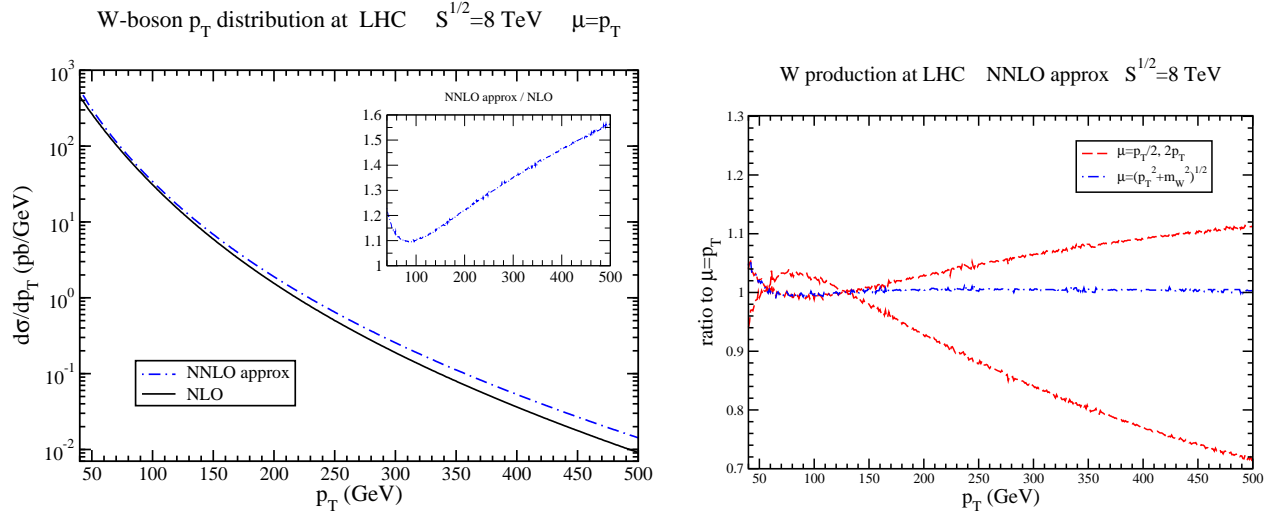 W-boson p_T distribution at LHC S^1/2=8 TeV μ=p_T
10^3
10^2
10^1
10^0
10^-1
10^-2
dσ/dp_T (pb/GeV)
50 100 150 200 250 300 350 400 450 500
p_T (GeV)
NNLO approx
NLO
NNLO approx / NLO
1.6
1.5
1.4
1.3
1.2
1.1
1
100 200 300 400 500
W production at LHC NNLO approx S^1/2=8 TeV
1.3
1.2
1.1
1
0.9
0.8
0.7
ratio to μ=p_T
μ=p_T/2, 2p_T
μ=(p_T^2+m_W^2)^1/2
50 100 150 200 250 300 350 400 450 500
p_T (GeV)